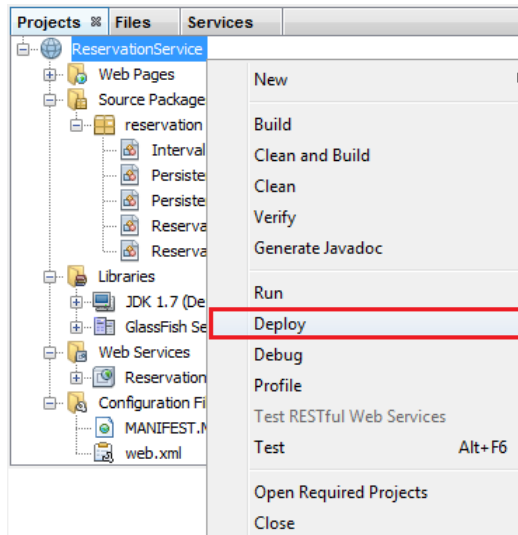 Projects Files Services
ReservationService
Web Pages
Source Package
reservation
Interval
Persiste
Persiste
Reserva
Reserva
Libraries
JDK 1.7 (De
GlassFish Se
Web Services
Reservation
Configuration Fi
MANIFEST.M
web.xml
New
Build
Clean and Build
Clean
Verify
Generate Javadoc
Run
Deploy
Debug
Profile
Test RESTful Web Services
Test Alt+F6
Open Required Projects
Close